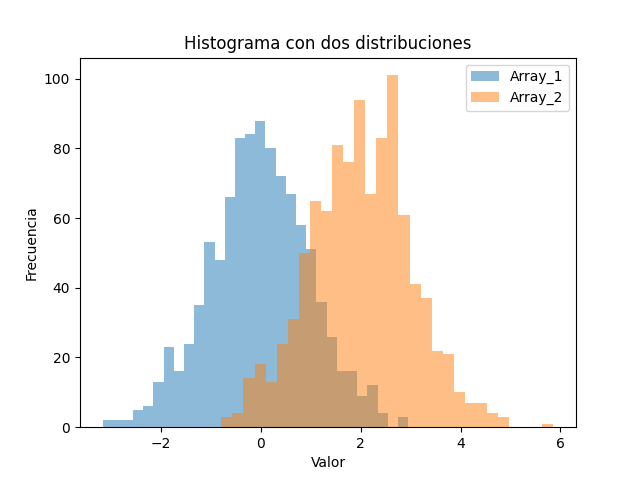 Histograma con dos distribuciones
Array_1
Array_2
100
80
60
40
20
0
Frecuencia
−2
0
2
4
6
Valor